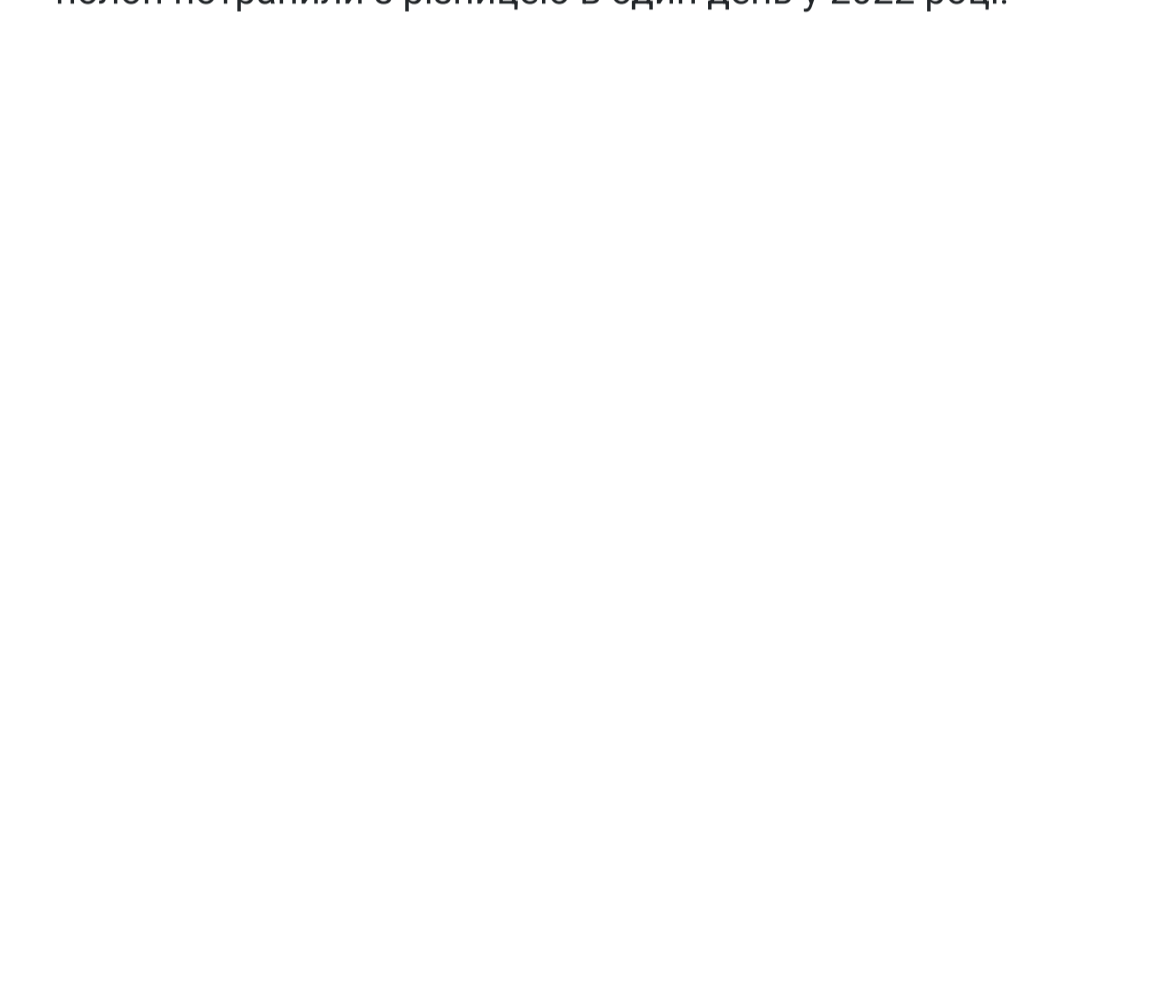 полон потрапили з різницею в один день у 2022 році.